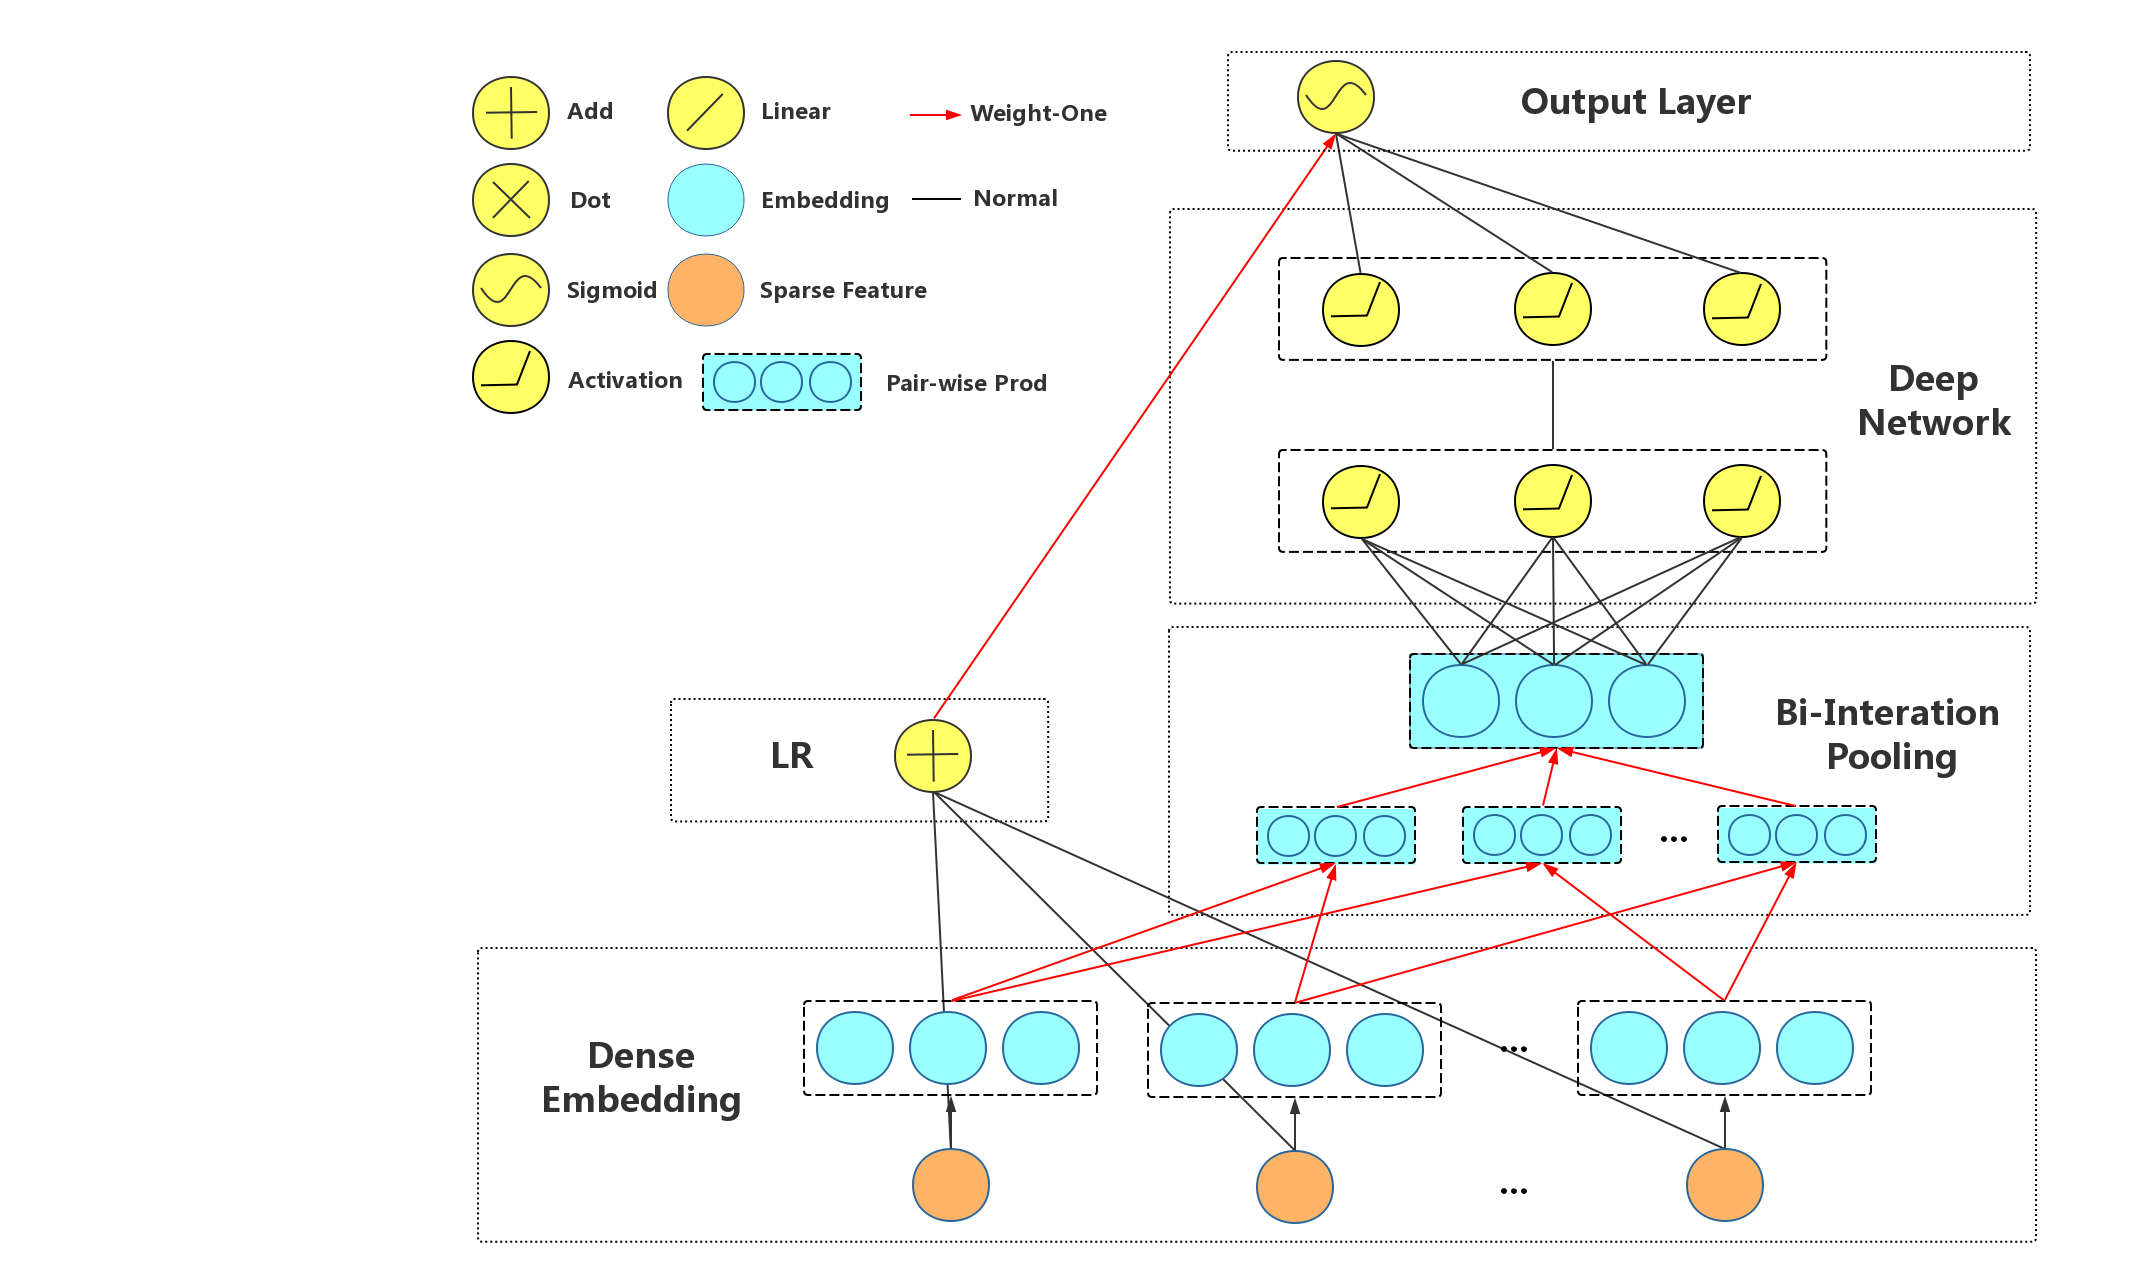 Add
Linear
Weight-One
Dot
Embedding
Normal
Sigmoid
Sparse Feature
Activation
Pair-wise Prod
Output Layer
Deep
Network
Bi-Interation
Pooling
LR
...
Dense
Embedding
...
...